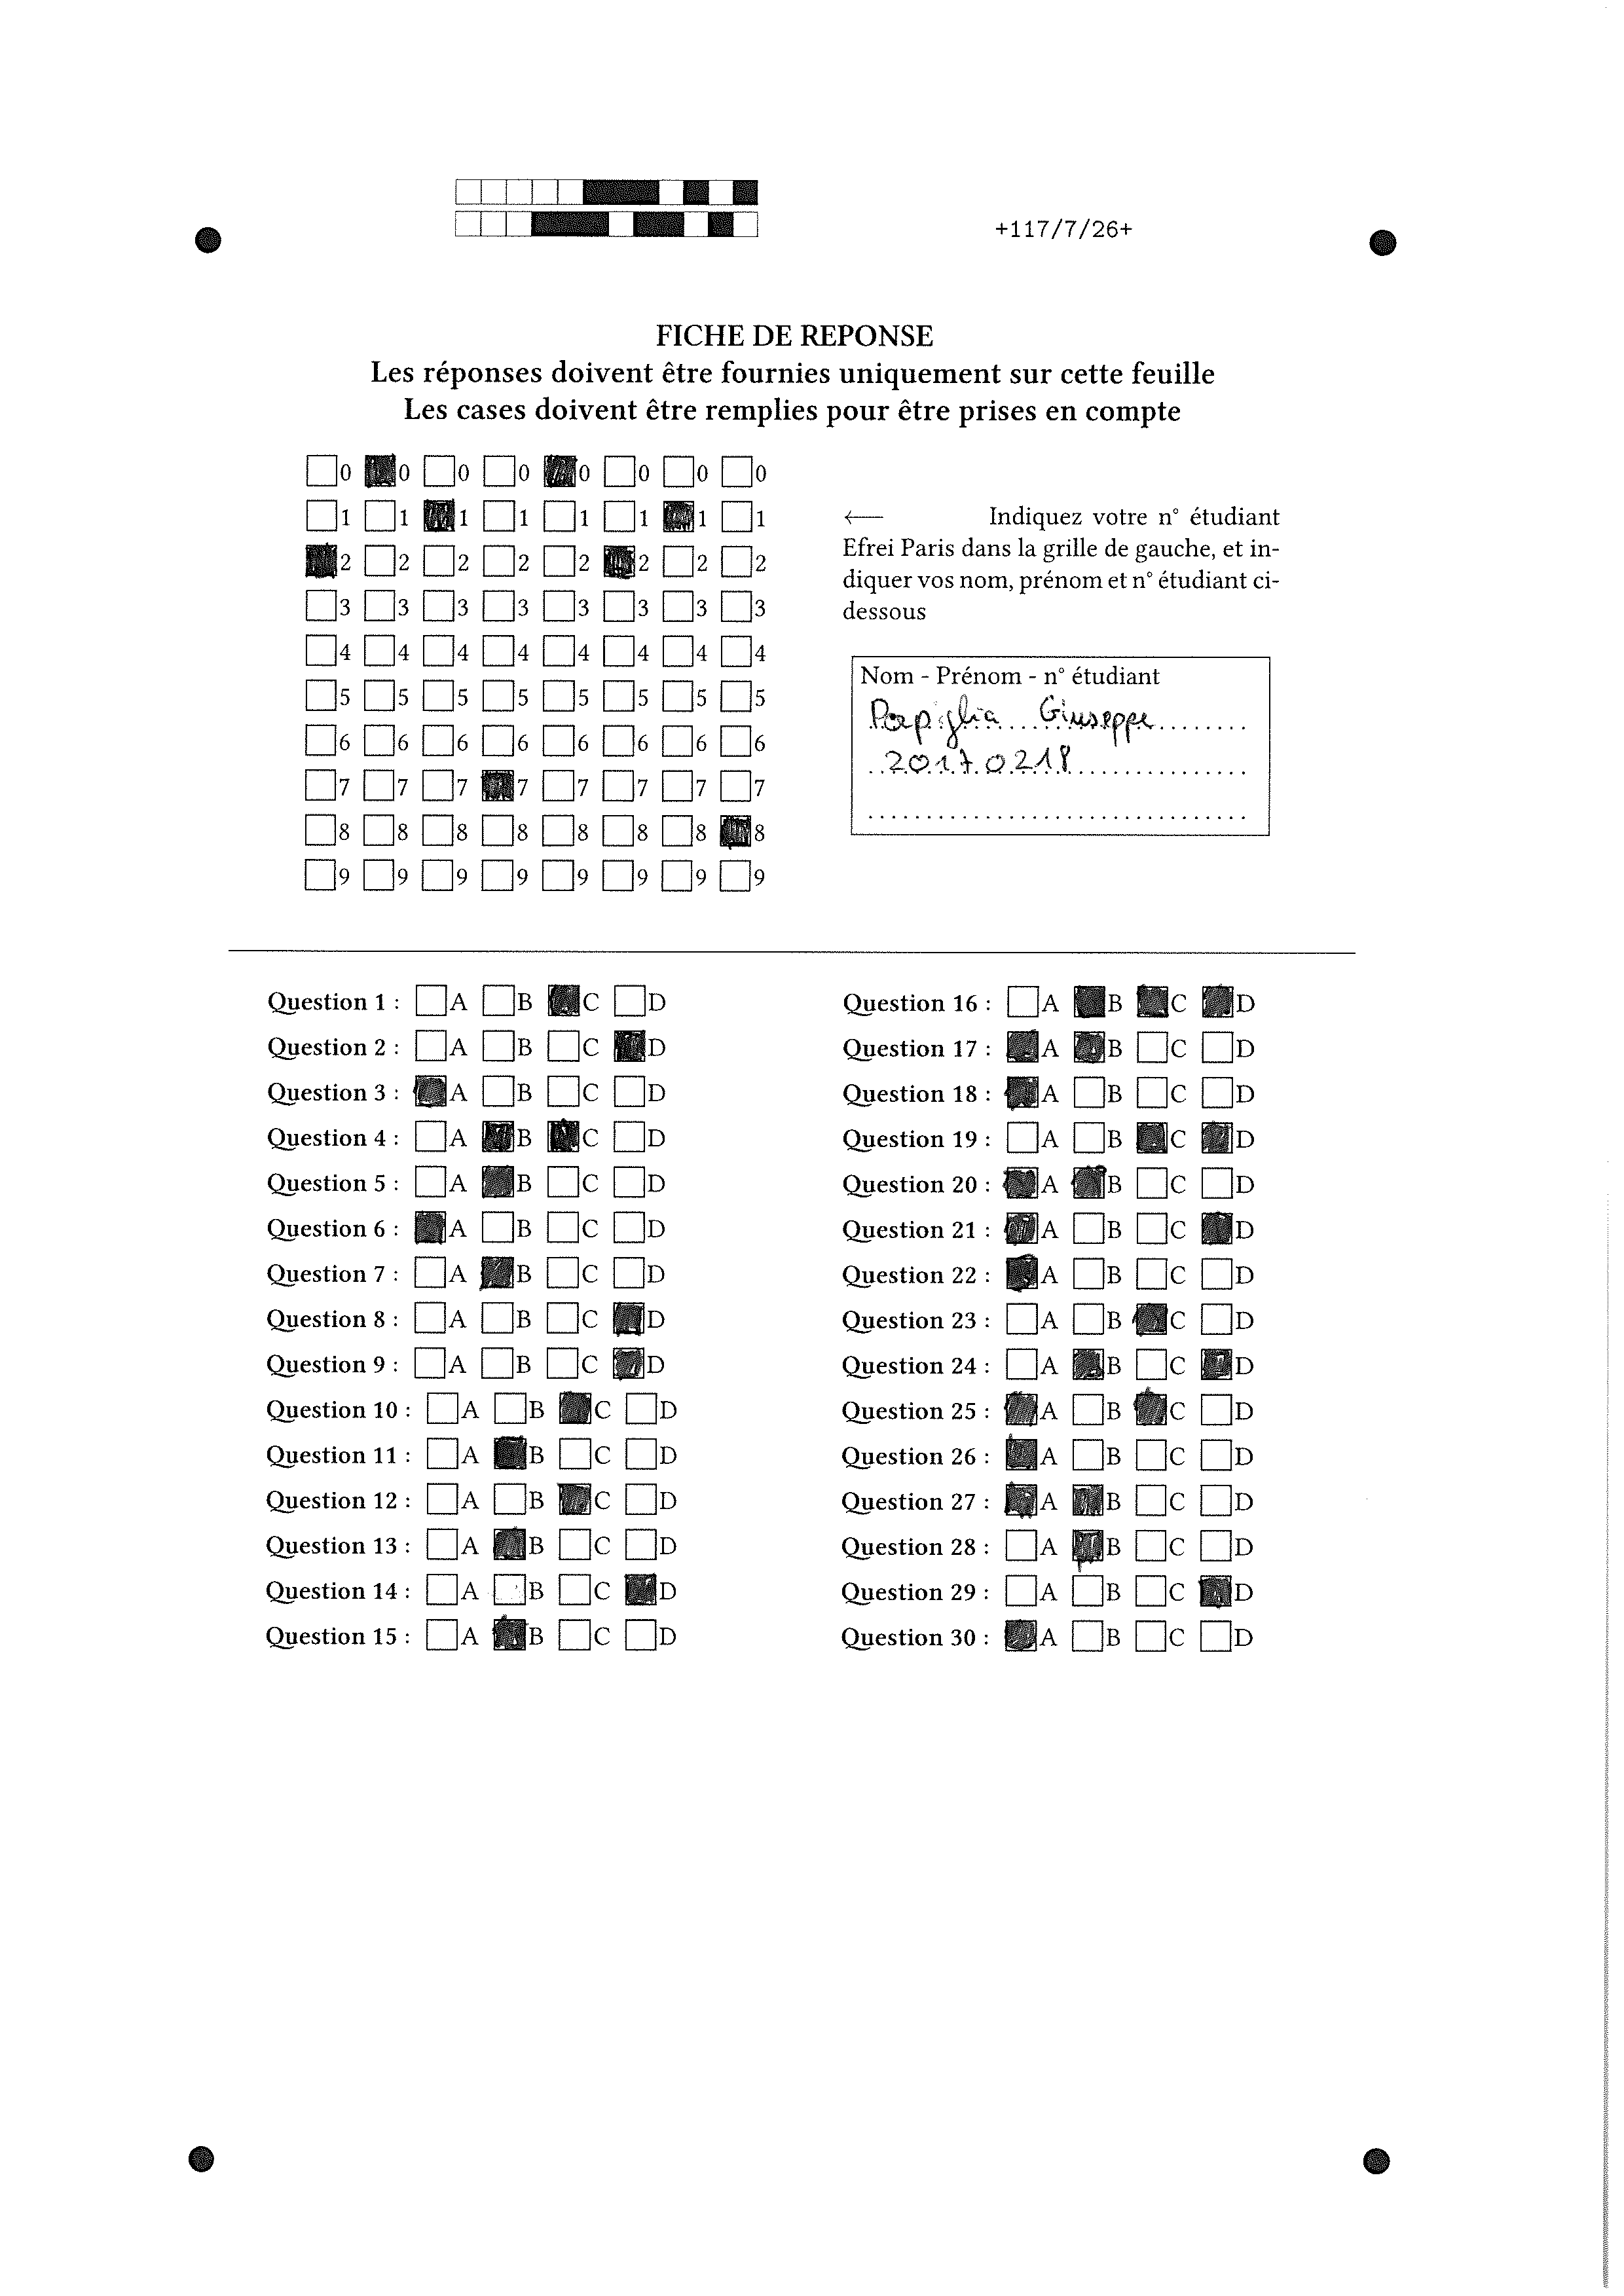 +117/7/26+
FICHE DE REPONSE
Les réponses doivent être fournies uniquement sur cette feuille
Les cases doivent être remplies pour être prises en compte
0 0 0 0 0 0 0 0
1 1 1 1 1 1 1 1
2 2 2 2 2 2 2 2
3 3 3 3 3 3 3 3
4 4 4 4 4 4 4 4
5 5 5 5 5 5 5 5
6 6 6 6 6 6 6 6
7 7 7 7 7 7 7 7
8 8 8 8 8 8 8 8
9 9 9 9 9 9 9 9
← Indiquez votre n° étudiant
Efrei Paris dans la grille de gauche, et in-
diquer vos nom, prénom et n° étudiant ci-
dessous
Nom - Prénom - n° étudiant
Papiglia Giuseppe
20170218
Question 1 : A B C D
Question 2 : A B C D
Question 3 : A B C D
Question 4 : A B C D
Question 5 : A B C D
Question 6 : A B C D
Question 7 : A B C D
Question 8 : A B C D
Question 9 : A B C D
Question 10 : A B C D
Question 11 : A B C D
Question 12 : A B C D
Question 13 : A B C D
Question 14 : A B C D
Question 15 : A B C D
Question 16 : A B C D
Question 17 : A B C D
Question 18 : A B C D
Question 19 : A B C D
Question 20 : A B C D
Question 21 : A B C D
Question 22 : A B C D
Question 23 : A B C D
Question 24 : A B C D
Question 25 : A B C D
Question 26 : A B C D
Question 27 : A B C D
Question 28 : A B C D
Question 29 : A B C D
Question 30 : A B C D